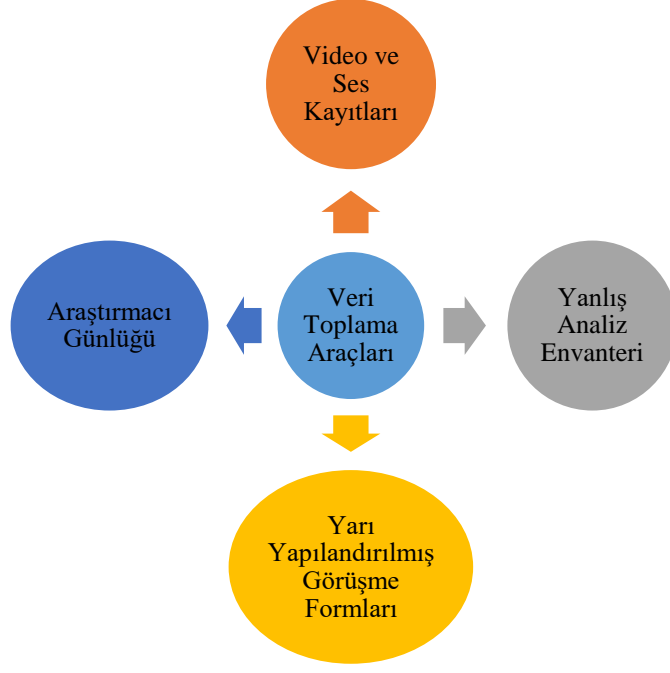 Video ve
Ses
Kayıtları
Araştırmacı
Günlüğü
Veri
Toplama
Araçları
Yanlış
Analiz
Envanteri
Yarı
Yapılandırılmış
Görüşme
Formları